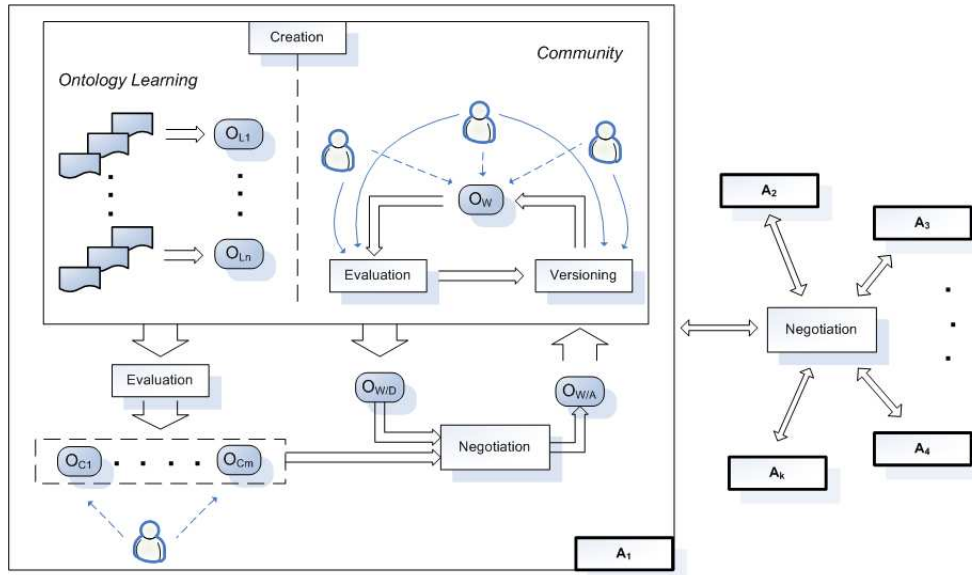 Creation
Ontology Learning
Community
O_L1
O_Ln
O_W
Evaluation
Versioning
Evaluation
O_W/D
O_W/A
Negotiation
O_C1
O_Cm
A_1
A_2
A_3
Negotiation
A_4
A_k